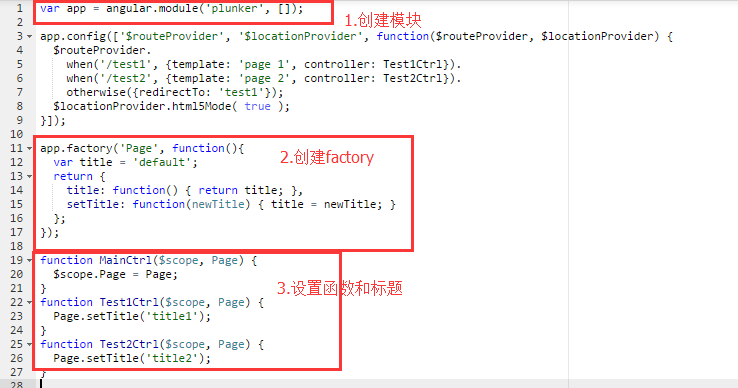 1 var app = angular.module('plunker', []);
1.创建模块
2
3 app.config(['$routeProvider', '$locationProvider', function($routeProvider, $locationProvider) {
4   $routeProvider.
5     when('/test1', {template: 'page 1', controller: Test1Ctrl}).
6     when('/test2', {template: 'page 2', controller: Test2Ctrl}).
7     otherwise({redirectTo: 'test1'});
8   $locationProvider.html5Mode( true );
9 }]);
10
11 app.factory('Page', function(){
12   var title = 'default';
2.创建factory
13   return {
14     title: function() { return title; },
15     setTitle: function(newTitle) { title = newTitle; }
16   };
17 });
18
19 function MainCtrl($scope, Page) {
20   $scope.Page = Page;
21 }
3.设置函数和标题
22 function Test1Ctrl($scope, Page) {
23   Page.setTitle('title1');
24 }
25 function Test2Ctrl($scope, Page) {
26   Page.setTitle('title2');
27 }
28